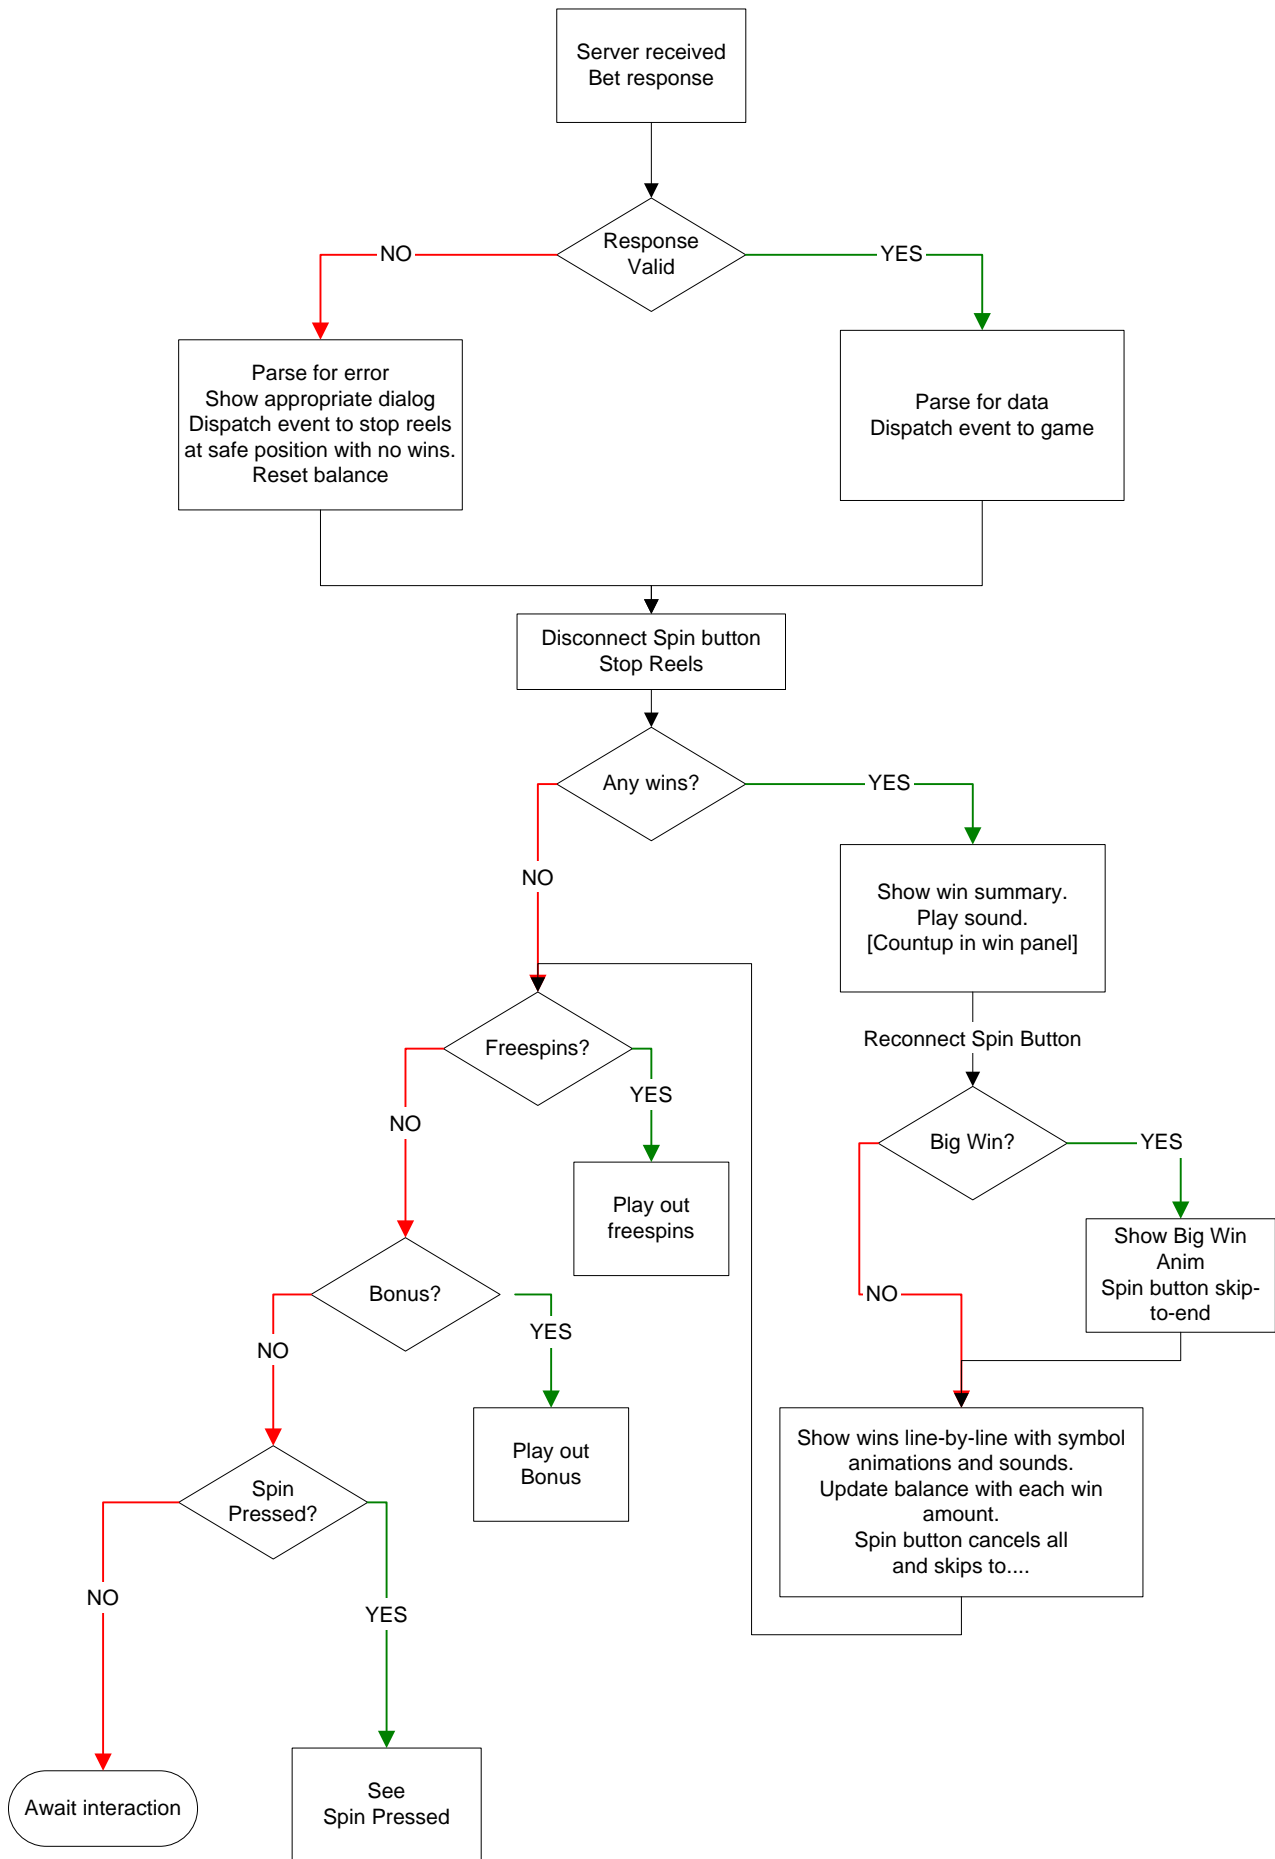 Server received
Bet response
Response
Valid
NO
YES
Parse for error
Show appropriate dialog
Dispatch event to stop reels
at safe position with no wins.
Reset balance
Parse for data
Dispatch event to game
Disconnect Spin button
Stop Reels
Any wins?
YES
NO
Show win summary.
Play sound.
[Countup in win panel]
Reconnect Spin Button
Freespins?
YES
NO
Big Win?
YES
Play out
freespins
Show Big Win
Anim
Spin button skip-
to-end
NO
Bonus?
YES
NO
Play out
Bonus
Show wins line-by-line with symbol
animations and sounds.
Update balance with each win
amount.
Spin button cancels all
and skips to....
Spin
Pressed?
NO
YES
Await interaction
See
Spin Pressed